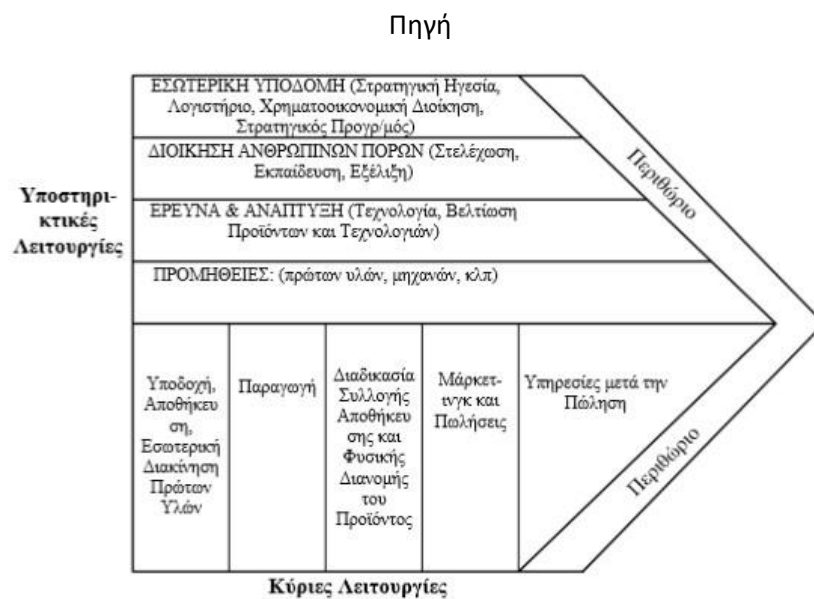 Πηγή
ΕΣΩΤΕΡΙΚΗ ΥΠΟΔΟΜΗ (Στρατηγική Ηγεσία,
Λογιστήριο, Χρηματοοικονομική Διοίκηση,
Στρατηγικός Προγρ/μός)
ΔΙΟΙΚΗΣΗ ΑΝΘΡΩΠΙΝΩΝ ΠΟΡΩΝ (Στελέχωση,
Εκπαίδευση, Εξέλιξη)
ΕΡΕΥΝΑ & ΑΝΑΠΤΥΞΗ (Τεχνολογία, Βελτίωση
Προϊόντων και Τεχνολογιών)
ΠΡΟΜΗΘΕΙΕΣ: (πρώτων υλών, μηχανών, κλπ)
Υποστηρι-
κτικές
Λειτουργίες
Περιθώριο
Υποδοχή,
Αποθήκευ
ση,
Εσωτερική
Διακίνηση
Πρώτων
Υλών
Παραγωγή
Διαδικασία
Συλλογής
Αποθήκευ
σης και
Φυσικής
Διανομής
του
Προϊόντος
Μάρκετ-
ινγκ και
Πωλήσεις
Υπηρεσίες μετά την
Πώληση
Περιθώριο
Κύριες Λειτουργίες